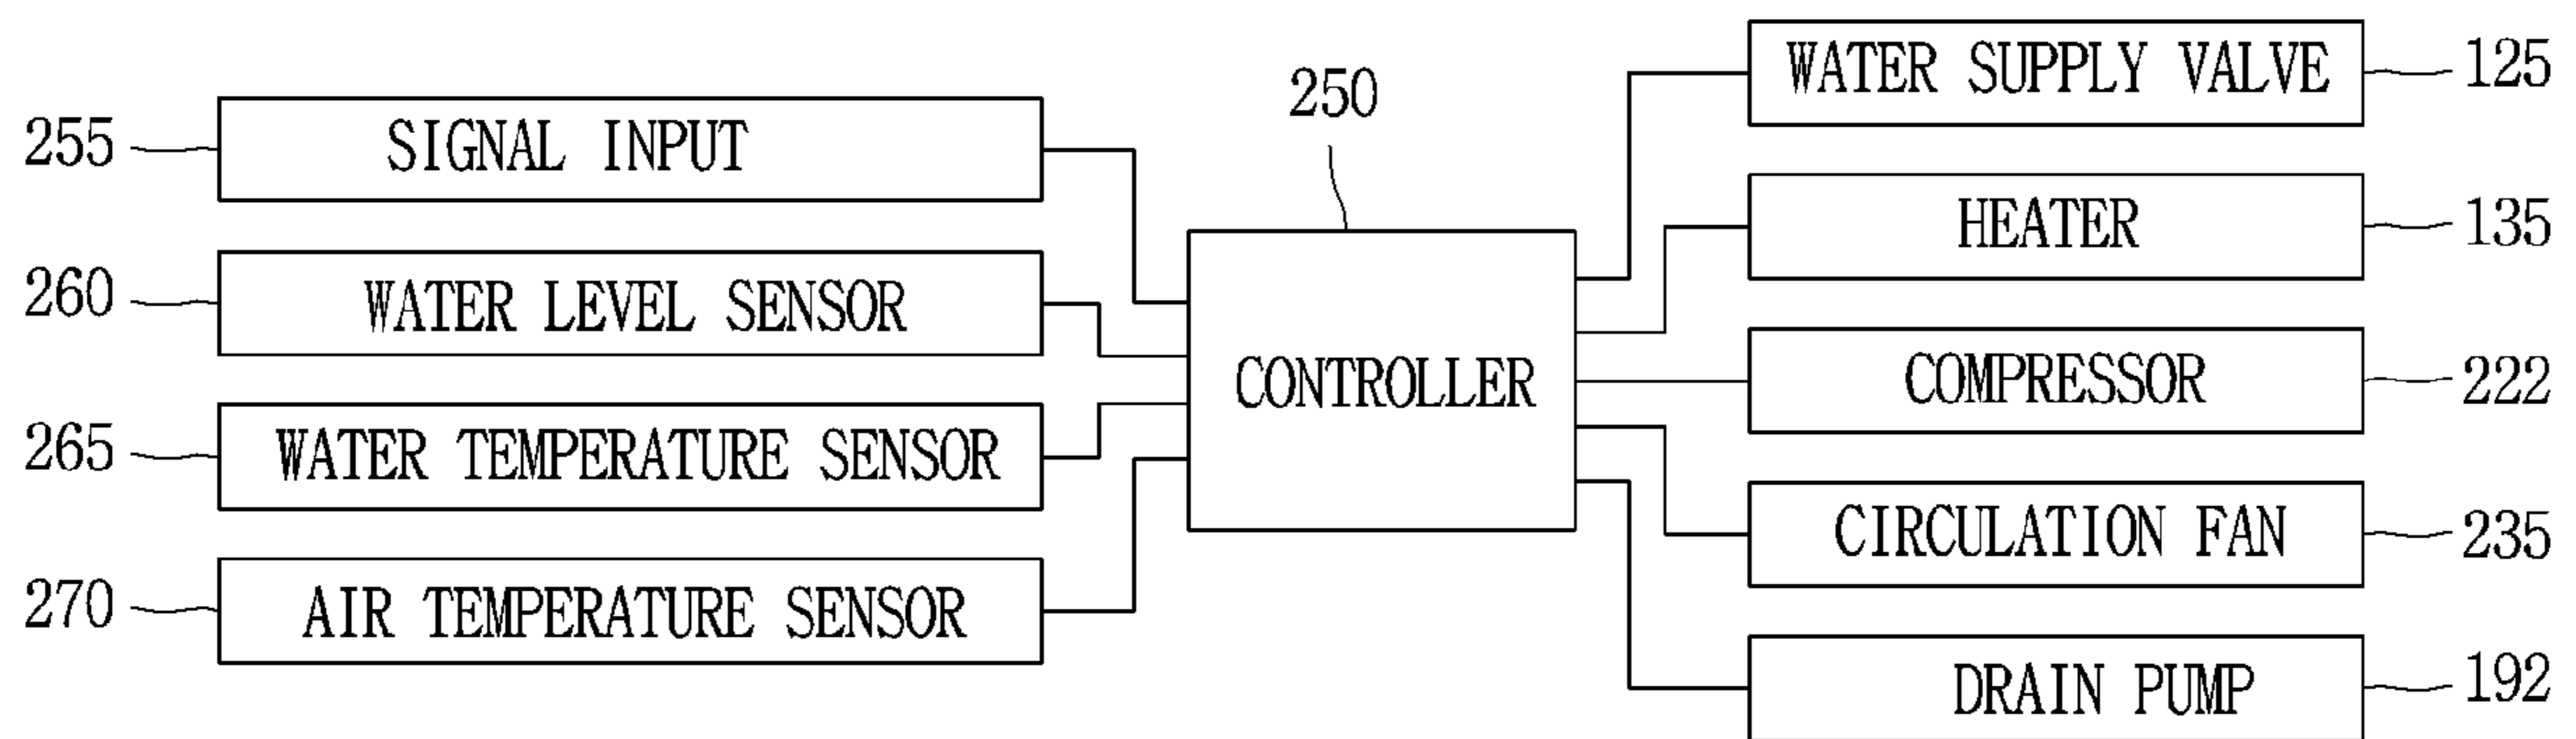 255 SIGNAL INPUT
260 WATER LEVEL SENSOR
265 WATER TEMPERATURE SENSOR
270 AIR TEMPERATURE SENSOR
250
CONTROLLER
WATER SUPPLY VALVE 125
HEATER 135
COMPRESSOR 222
CIRCULATION FAN 235
DRAIN PUMP 192